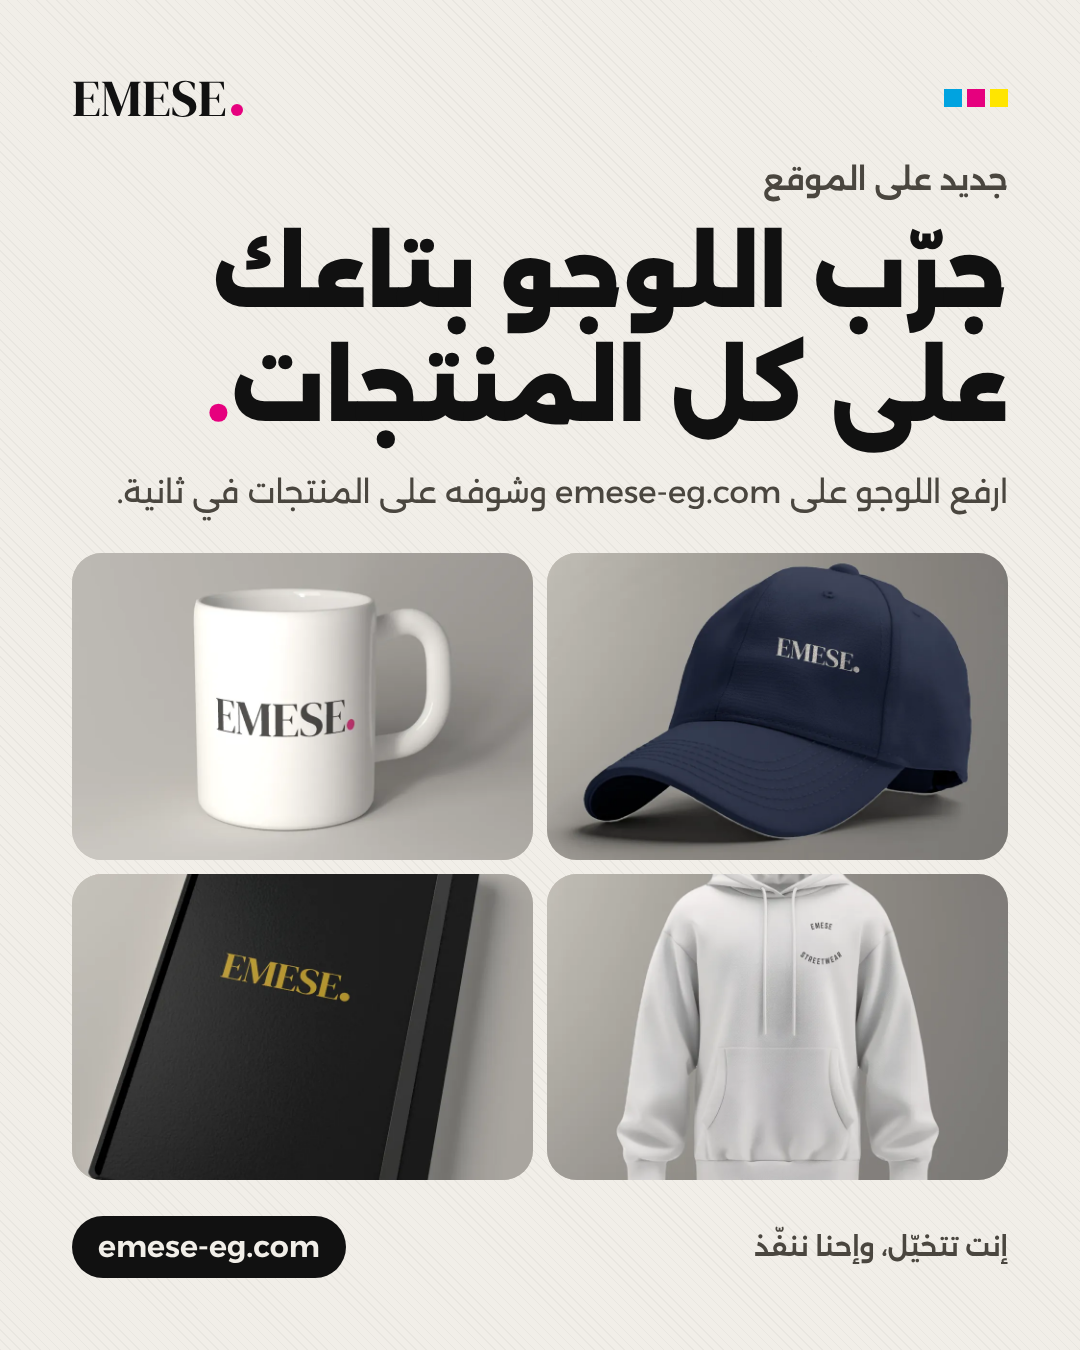 EMESE.
جديد على الموقع
جرّب اللوجو بتاعك
على كل المنتجات.
ارفع اللوجو على emese-eg.com وشوفه على المنتجات في ثانية.
EMESE.
EMESE.
EMESE.
EMESE
STREETWEAR
إنت تتخيّل، وإحنا ننفّذ
emese-eg.com